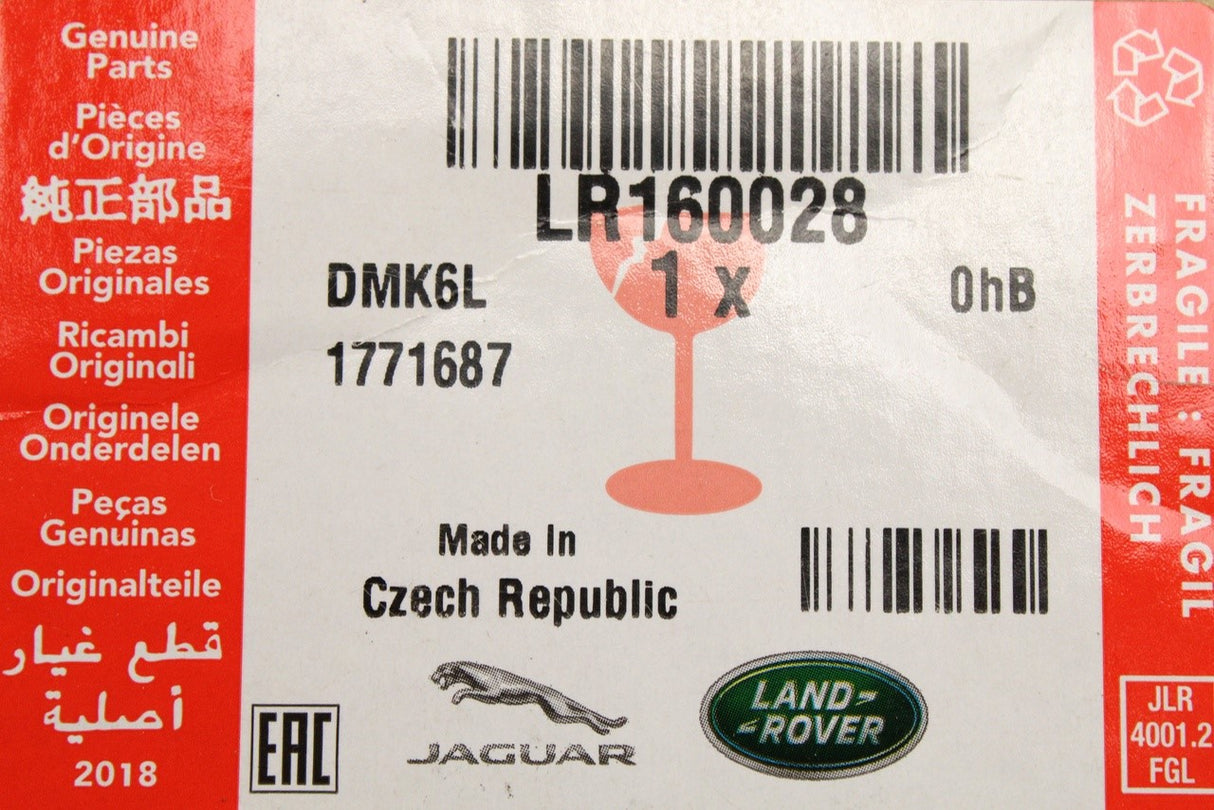 Genuine
Parts
Pièces
d'Origine
純正部品
Piezas
Originales
Ricambi
Originali
Originele
Onderdelen
Peças
Genuinas
Originalteile
قطع غيار
أصلية
2018
LR160028
1 x
DMK6L
0hB
1771687
Made In
Czech Republic
EAC
JAGUAR
LAND-
-ROVER
FRAGILE : FRAGIL
ZERBRECHLICH
JLR
4001.2
FGL